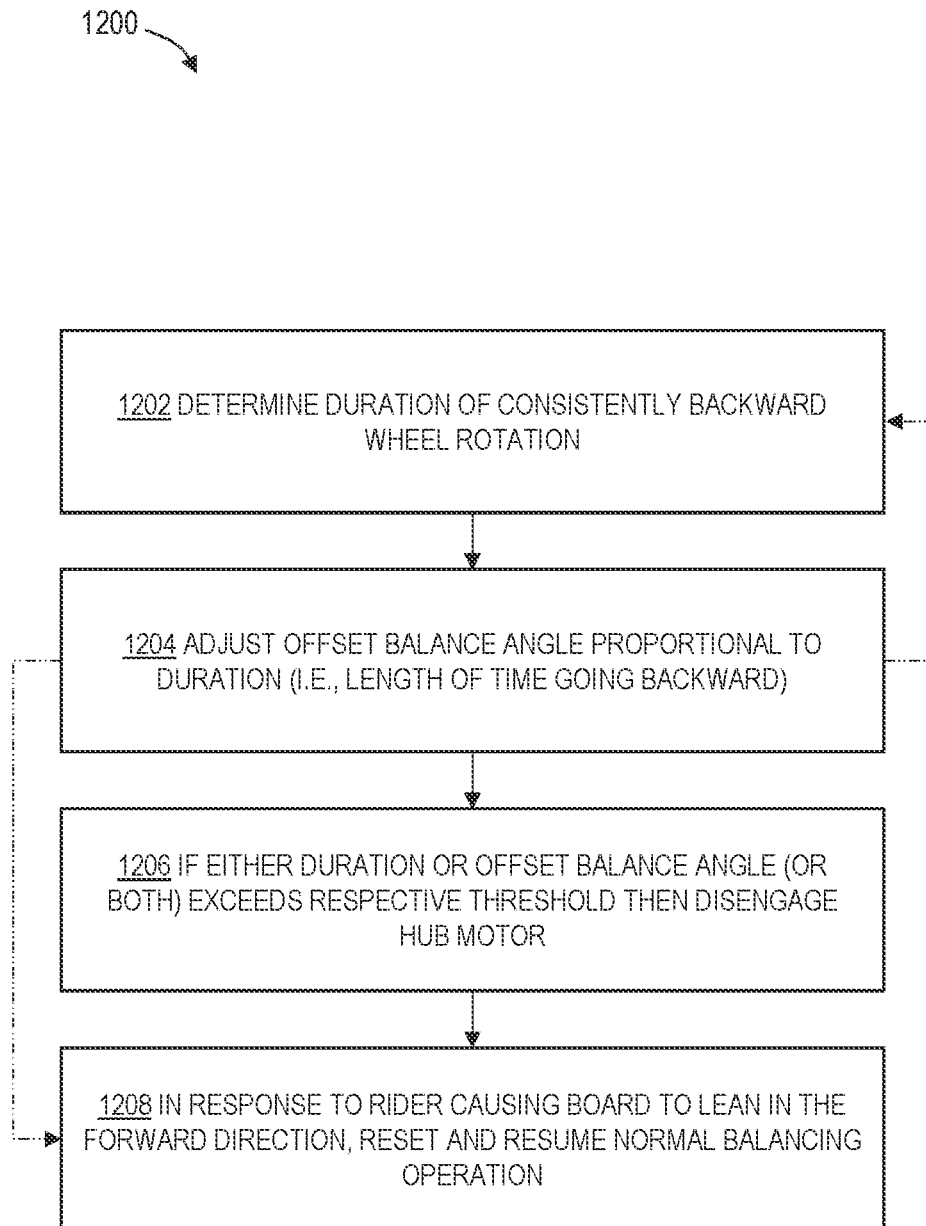 1200
1202 DETERMINE DURATION OF CONSISTENTLY BACKWARD
WHEEL ROTATION
1204 ADJUST OFFSET BALANCE ANGLE PROPORTIONAL TO
DURATION (I.E., LENGTH OF TIME GOING BACKWARD)
1206 IF EITHER DURATION OR OFFSET BALANCE ANGLE (OR
BOTH) EXCEEDS RESPECTIVE THRESHOLD THEN DISENGAGE
HUB MOTOR
1208 IN RESPONSE TO RIDER CAUSING BOARD TO LEAN IN THE
FORWARD DIRECTION, RESET AND RESUME NORMAL BALANCING
OPERATION